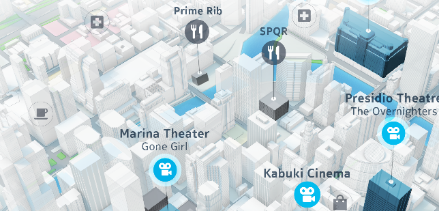 Prime Rib
SPQR
Presidio Theatre
The Overnighters
Marina Theater
Gone Girl
Kabuki Cinema